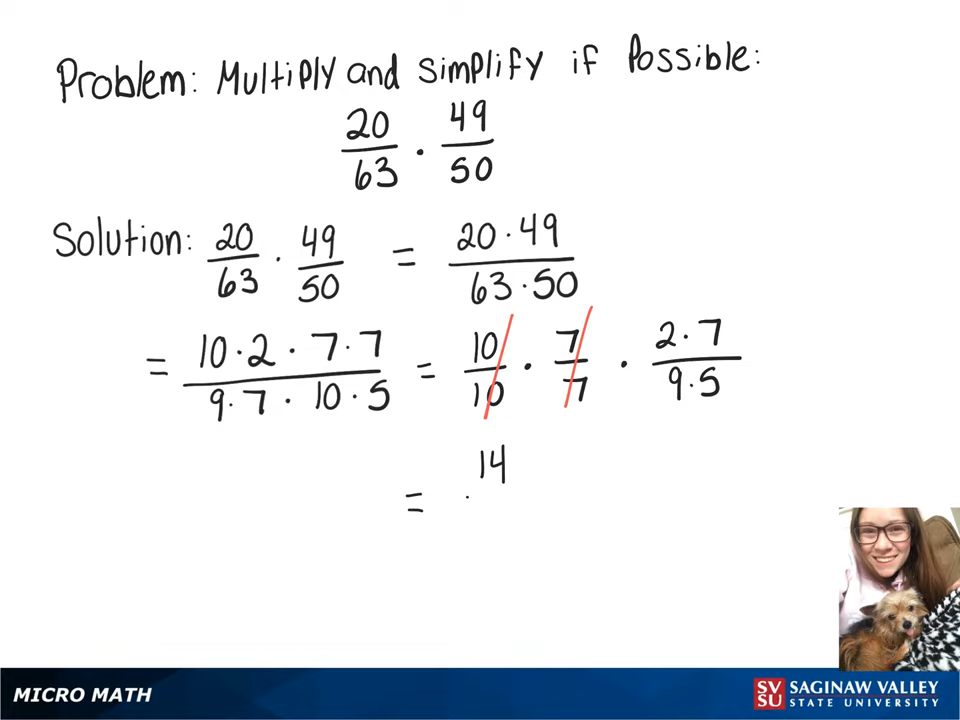 Problem: Multiply and simplify if Possible:
20/63 · 49/50
Solution: 20/63 · 49/50 = 20 · 49/63 · 50
= 10 · 2 · 7 · 7/9 · 7 · 10 · 5 = 10/10 · 7/7 · 2 · 7/9 · 5
= 14
MICRO MATH
SV SU SAGINAW VALLEY
STATE UNIVERSITY